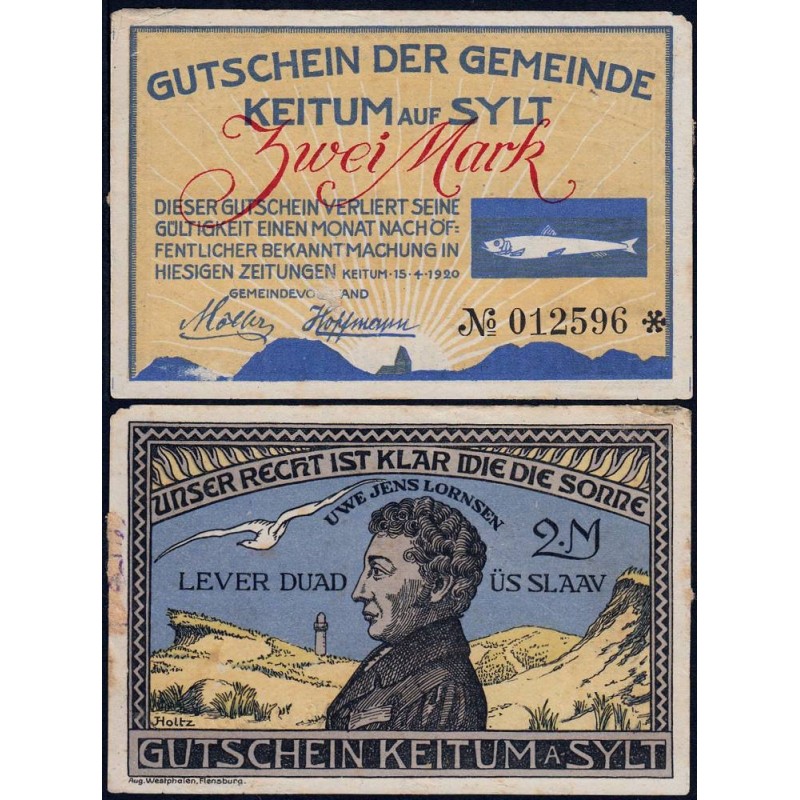 GUTSCHEIN DER GEMEINDE
KEITUM AUF SYLT
Zwei Mark
DIESER GUTSCHEIN VERLIERT SEINE
GÜLTIGKEIT EINEN MONAT NACH ÖF=
FENTLICHER BEKANNTMACHUNG IN
HIESIGEN ZEITUNGEN KEITUM·15·4·1920
Möller Hoffmann
№ 012596 *
UNSER RECHT IST KLAR WIE DIE SONNE
UWE JENS LORNSEN
2.M
LEVER DUAD ÜS SLAAV
Holtz
GUTSCHEIN KEITUM A. SYLT
Aug. Westphalen, Flensburg.